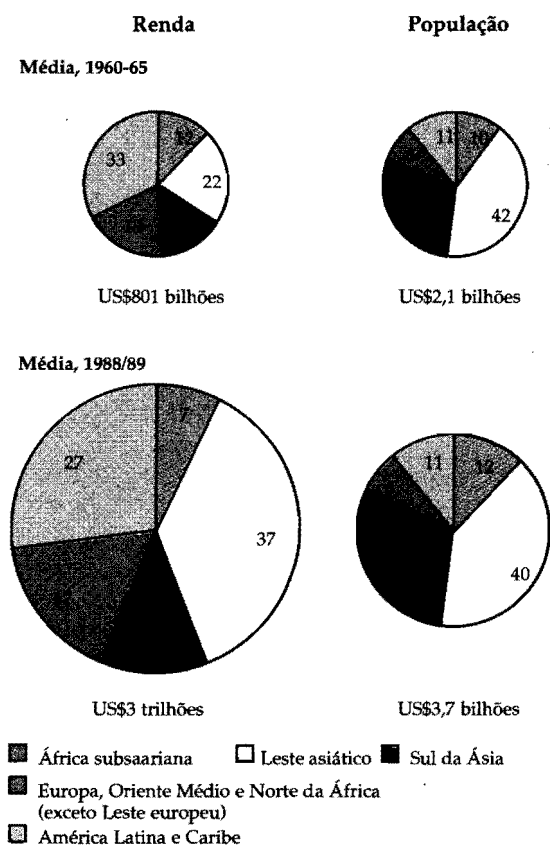 Renda População
Média, 1960-65
33
22
11
10
42
US$801 bilhões US$2,1 bilhões
Média, 1988/89
27
7
37
11
12
40
US$3 trilhões US$3,7 bilhões
África subsaariana Leste asiático Sul da Ásia
Europa, Oriente Médio e Norte da África
(exceto Leste europeu)
América Latina e Caribe